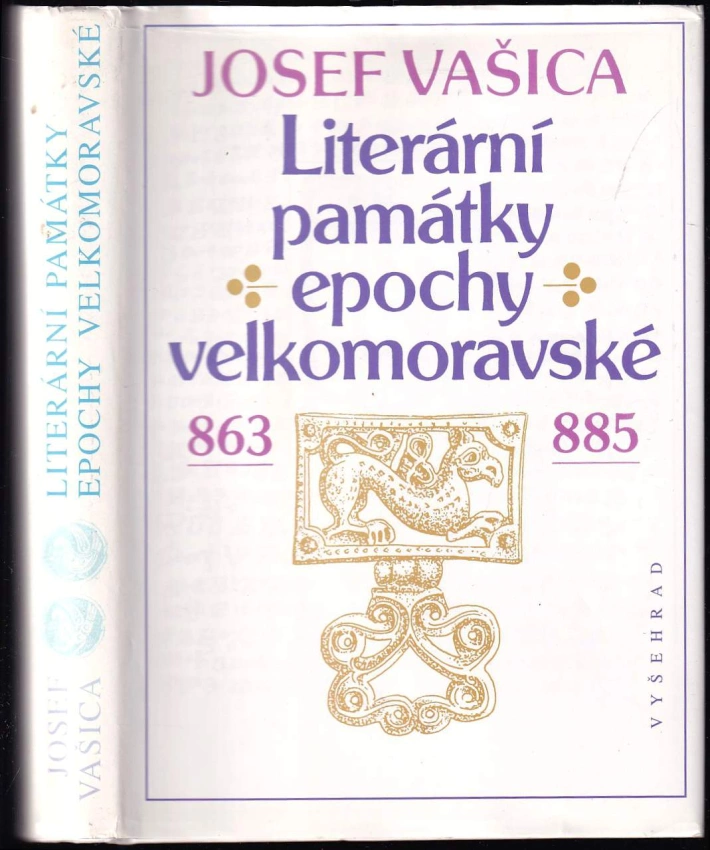 JOSEF VAŠICA
Literární
památky
epochy
velkomoravské
863
885
VYŠEHRAD
LITERÁRNÍ PAMÁTKY
EPOCHY VELKOMORAVSKÉ
JOSEF
VAŠICA